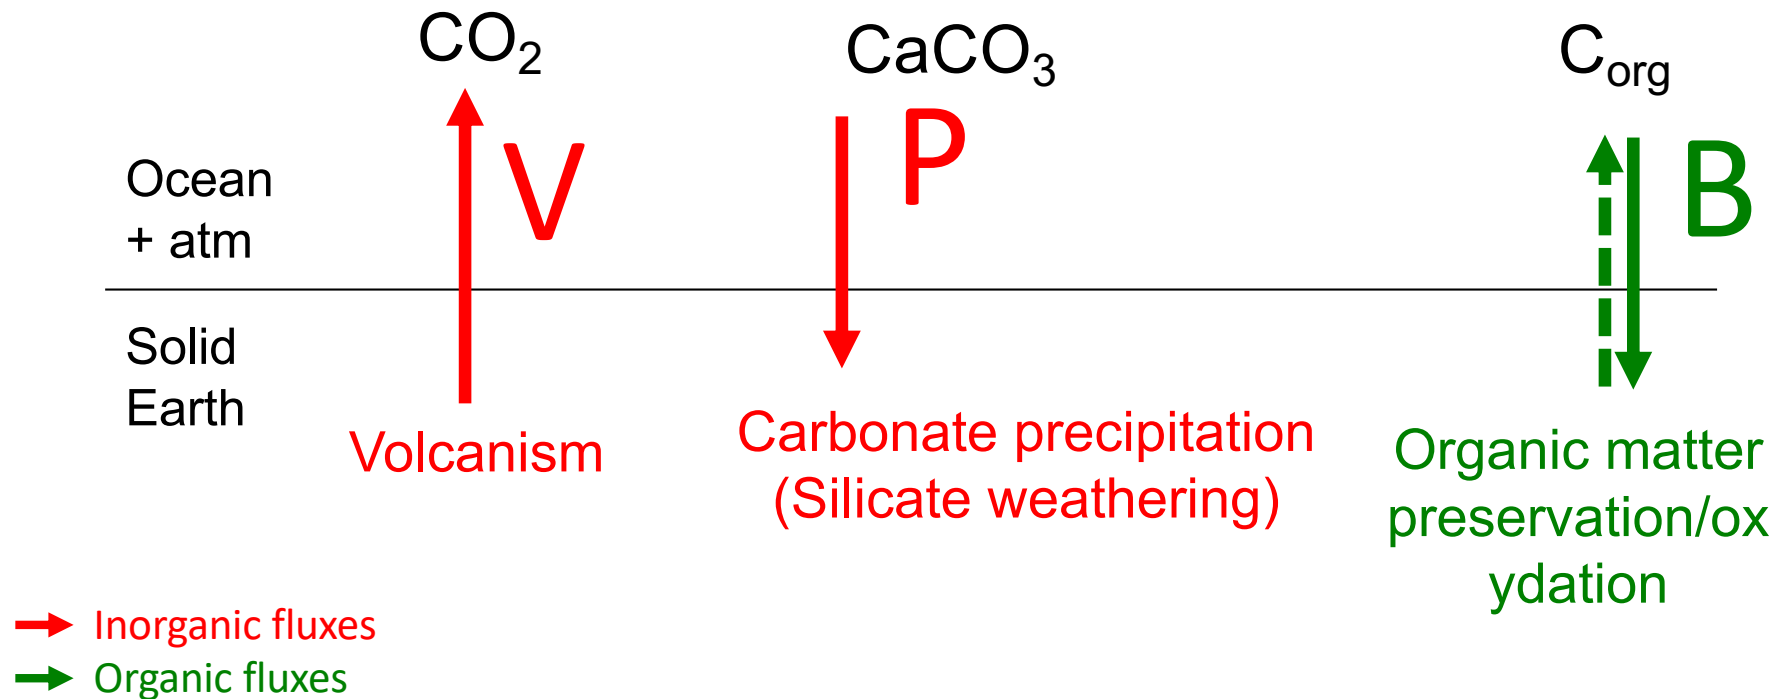 CO₂
CaCO₃
C_org
V
P
B
Ocean
+ atm
Solid
Earth
Volcanism
Carbonate precipitation
(Silicate weathering)
Organic matter
preservation/ox
ydation
Inorganic fluxes
Organic fluxes